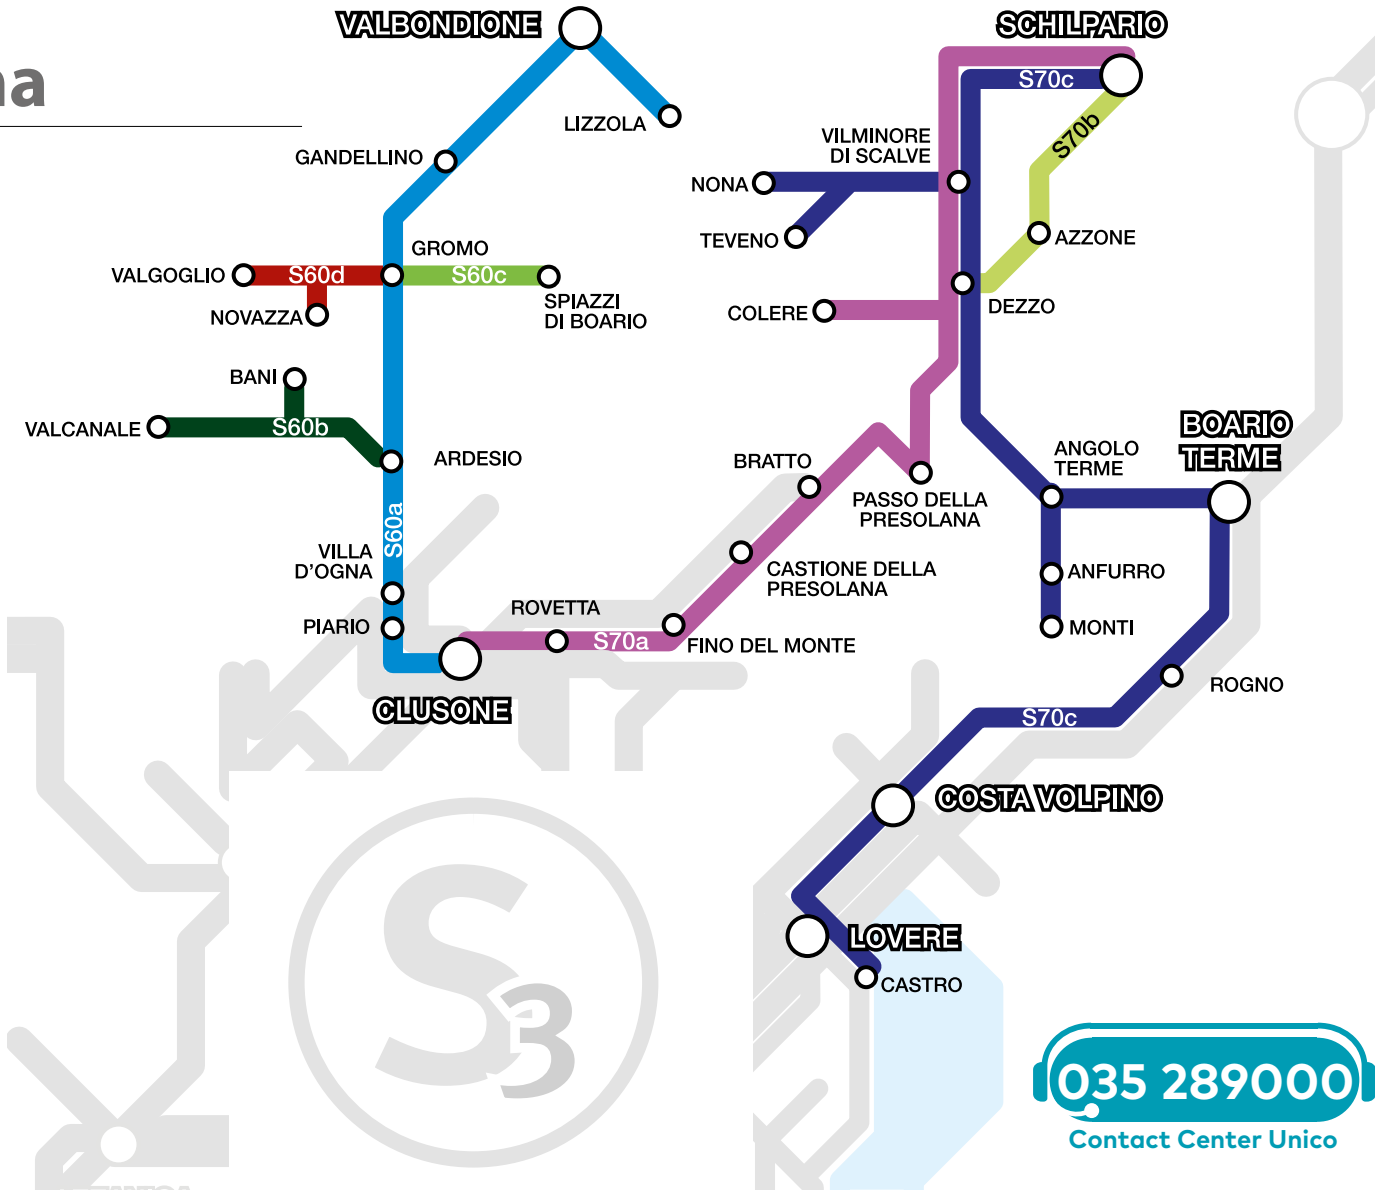 na
VALBONDIONE
SCHILPARIO
LIZZOLA
GANDELLINO
S70c
S70b
VILMINORE
DI SCALVE
NONA
TEVENO
AZZONE
GROMO
VALGOGLIO
S60d
S60c
NOVAZZA
SPIAZZI
DI BOARIO
COLERE
DEZZO
BANI
VALCANALE
S60b
ARDESIO
BRATTO
PASSO DELLA
PRESOLANA
ANGOLO
TERME
BOARIO
TERME
S60a
VILLA
D'OGNA
CASTIONE DELLA
PRESOLANA
ANFURRO
PIARIO
ROVETTA
S70a
FINO DEL MONTE
MONTI
CLUSONE
ROGNO
S70c
COSTA VOLPINO
LOVERE
CASTRO
S3
035 289000
Contact Center Unico